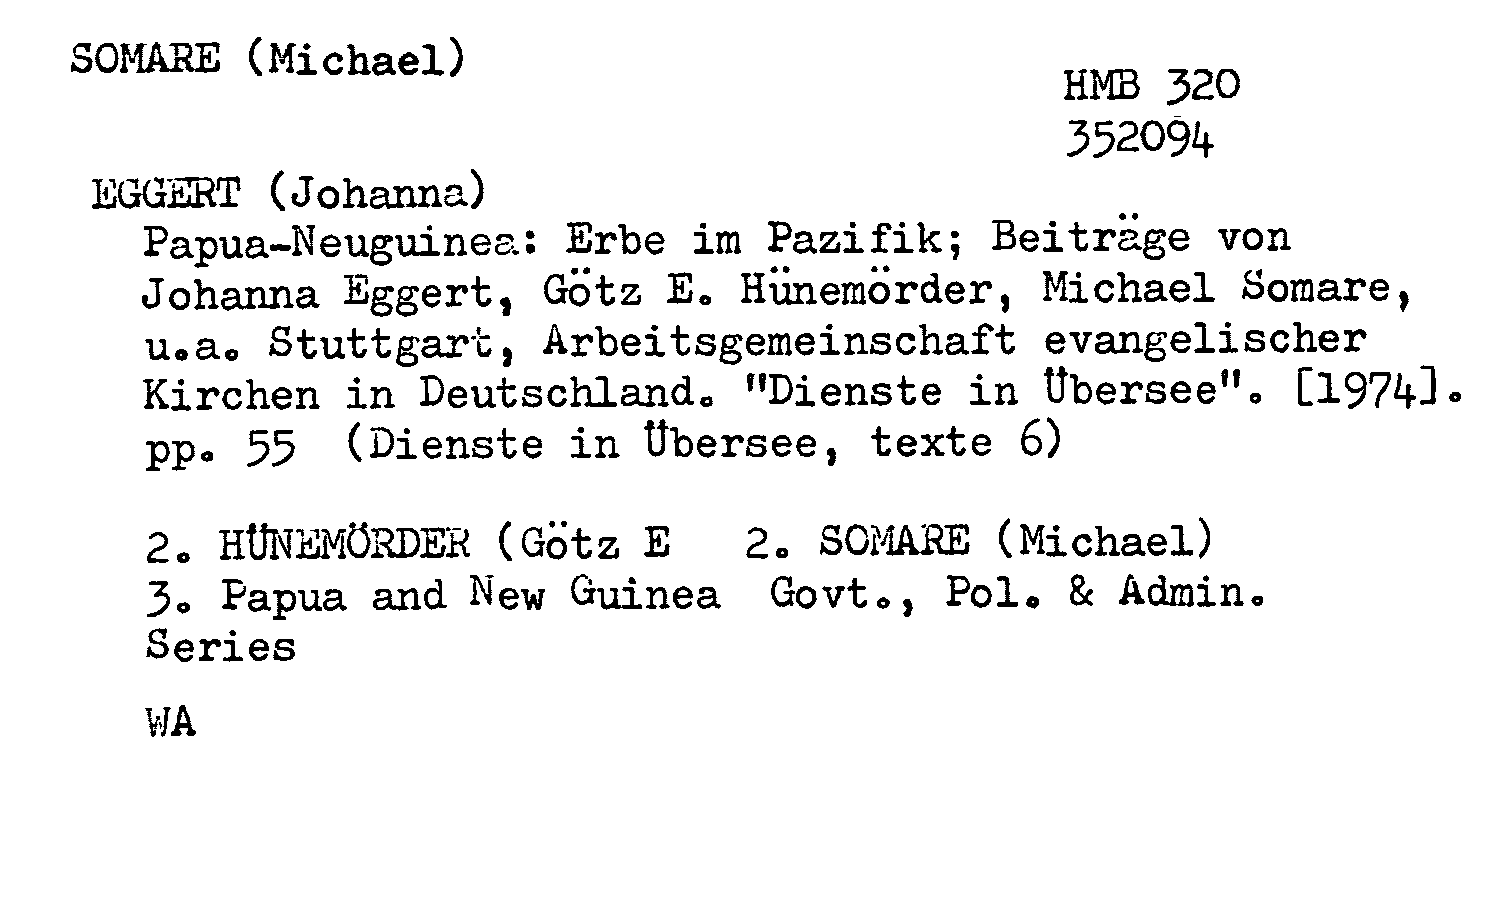 SOMARE (Michael)
HMB 320
352094
EGGERT (Johanna)
Papua-Neuguinea: Erbe im Pazifik; Beiträge von
Johanna Eggert, Götz E. Hünemörder, Michael Somare,
u.a. Stuttgart, Arbeitsgemeinschaft evangelischer
Kirchen in Deutschland. "Dienste in Übersee". [1974].
pp. 55 (Dienste in Übersee, texte 6)
2. HÜNEMÖRDER (Götz E 2. SOMARE (Michael)
3. Papua and New Guinea Govt., Pol. & Admin.
Series
WA